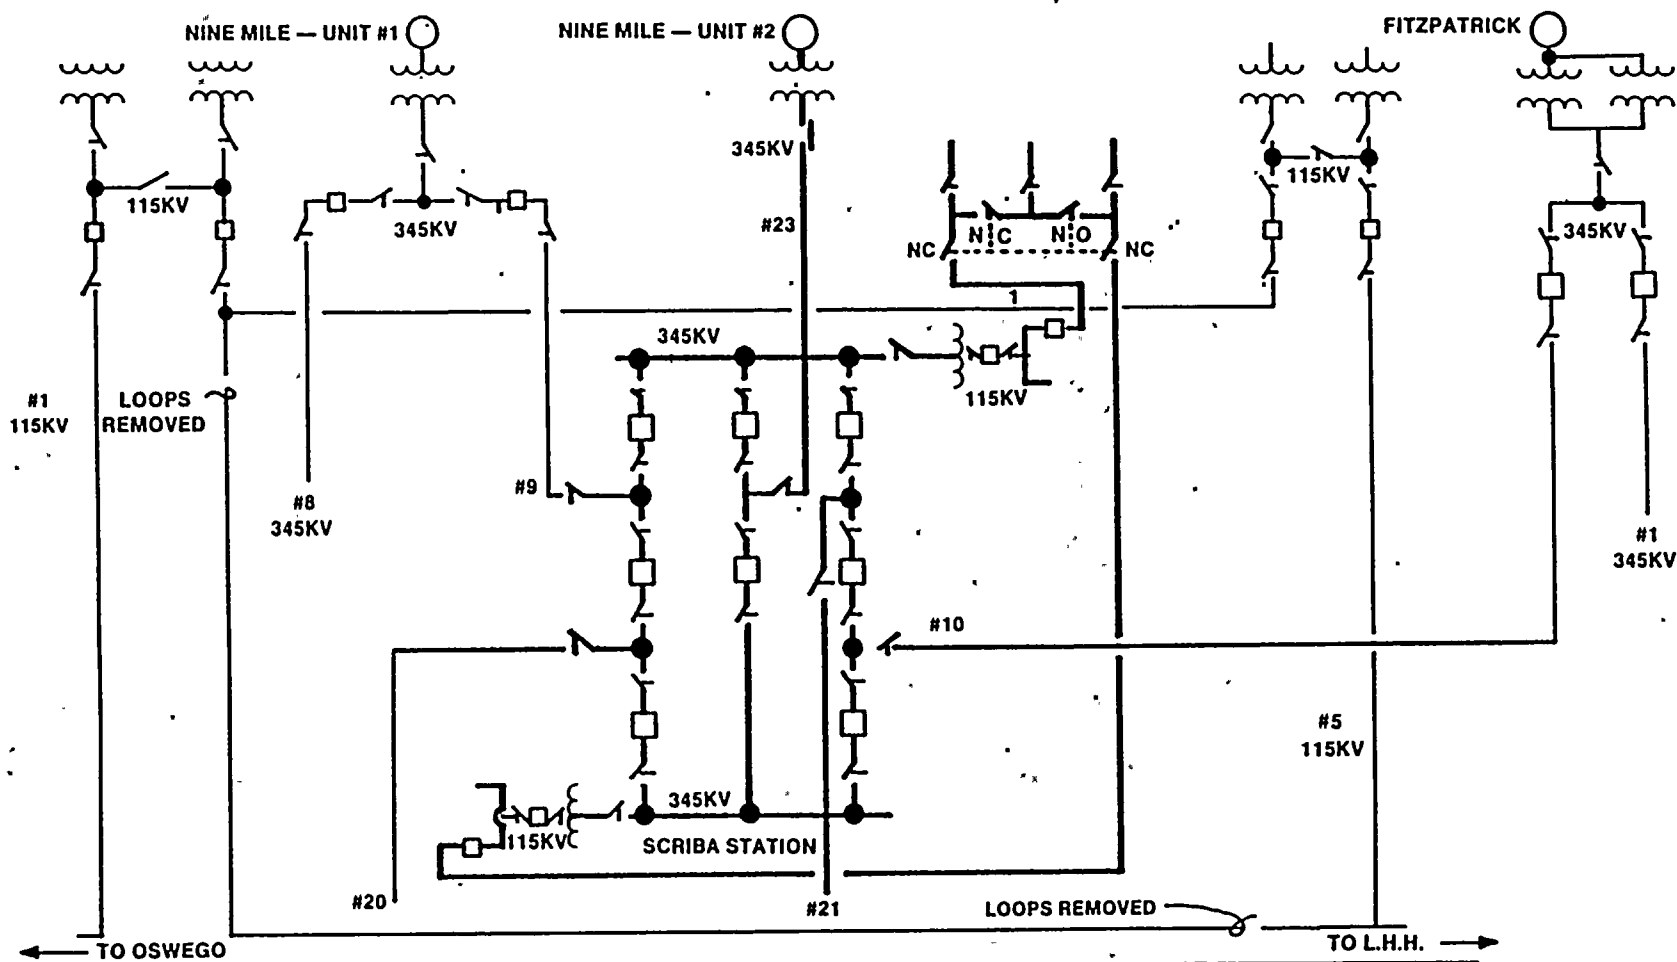 NINE MILE — UNIT #1
NINE MILE — UNIT #2
FITZPATRICK
115KV
345KV
345KV
#23
N C
N O
NC
NC
115KV
345KV
1
345KV
115KV
#1
115KV
LOOPS
REMOVED
#8
345KV
#9
#10
#1
345KV
#5
115KV
345KV
115KV
SCRIBA STATION
#20
#21
LOOPS REMOVED
TO OSWEGO
TO L.H.H.